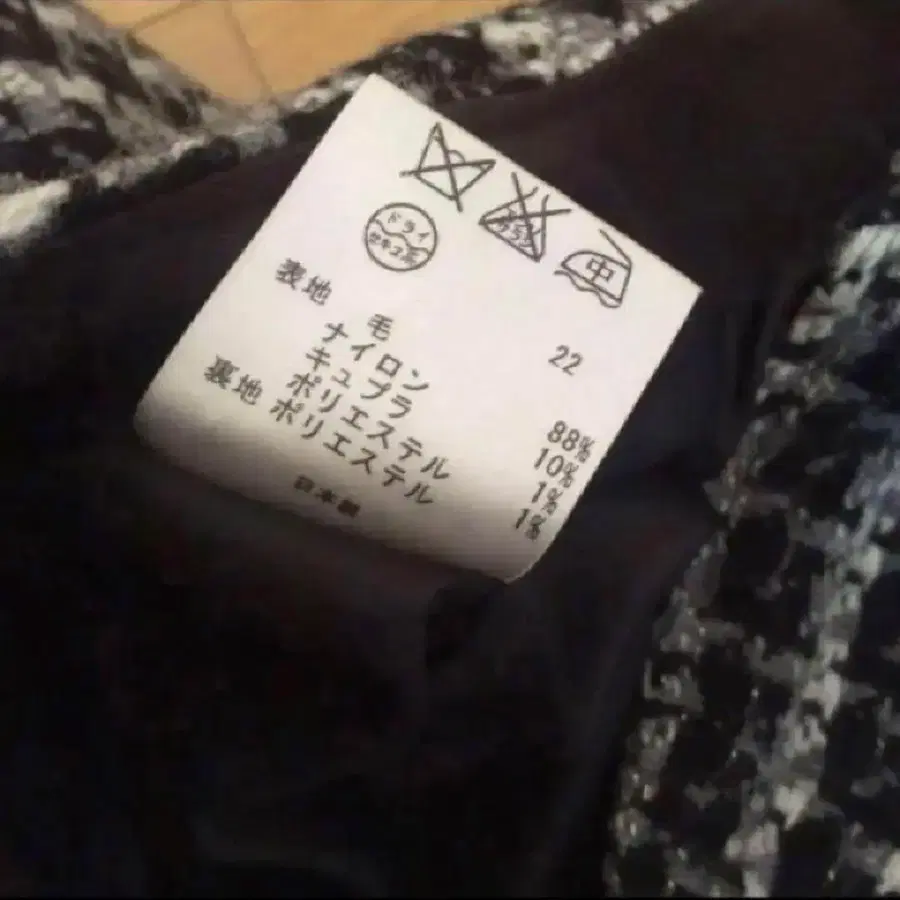 中
ドライ
セキユ系
22
表地 毛 88%
ナイロン 10%
キュプラ 1%
ポリエステル 1%
裏地 ポリエステル
日本製